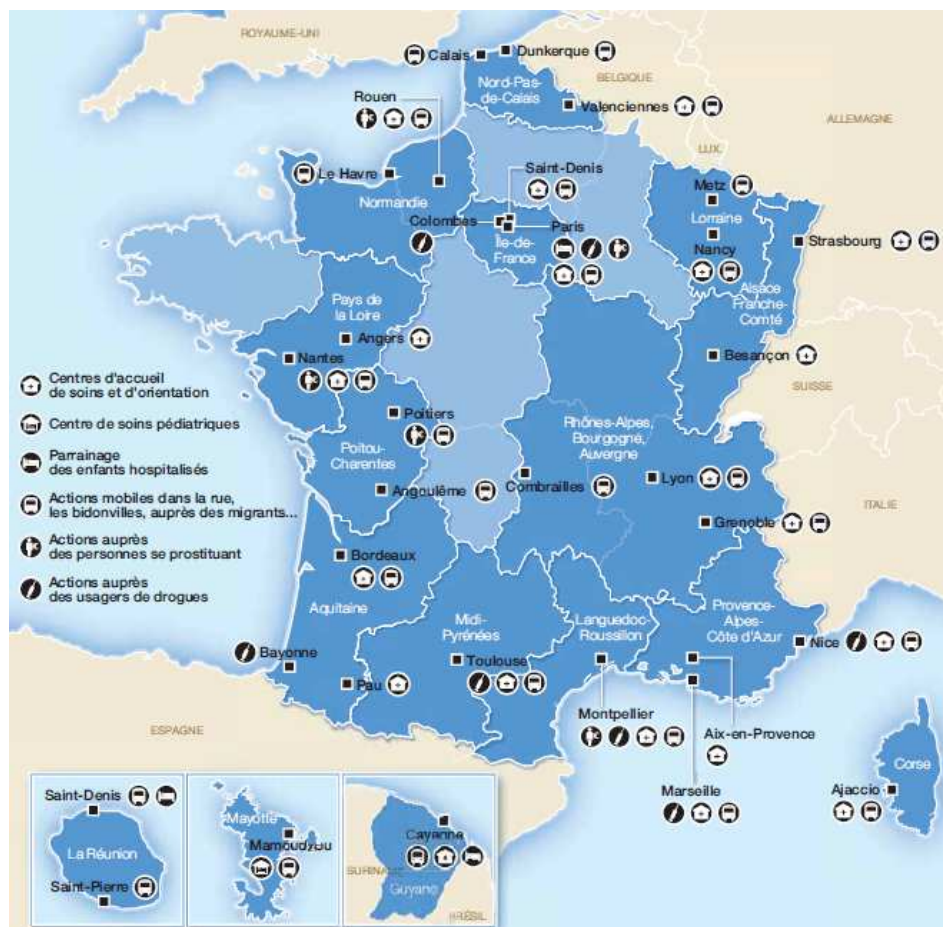 ROYAUME-UNI
Calais
Dunkerque
BELGIQUE
Nord-Pas-
de-Calais
Valenciennes
ALLEMAGNE
Rouen
LUX.
Le Havre
Normandie
Saint-Denis
Metz
Lorraine
Colombes
Paris
Île-de-
France
Nancy
Strasbourg
Alsace
Franche-
Comté
Pays de
la Loire
Angers
Nantes
Besançon
SUISSE
Centres d'accueil
de soins et d'orientation
Centre de soins pédiatriques
Parrainage
des enfants hospitalisés
Actions mobiles dans la rue,
les bidonvilles, auprès des migrants...
Actions auprès
des personnes se prostituant
Actions auprès
des usagers de drogues
Poitiers
Poitou-
Charentes
Angoulême
Rhônes-Alpes,
Bourgogne,
Auvergne
Combrailles
Lyon
ITALIE
Grenoble
Bordeaux
Aquitaine
Midi-
Pyrénées
Languedoc-
Roussillon
Provence-
Alpes-
Côte d'Azur
Nice
Bayonne
Pau
Toulouse
ESPAGNE
Montpellier
Aix-en-Provence
Marseille
Corse
Ajaccio
Saint-Denis
La Réunion
Saint-Pierre
Mayotte
Cayenne
SURINAME
Guyane
BRÉSIL